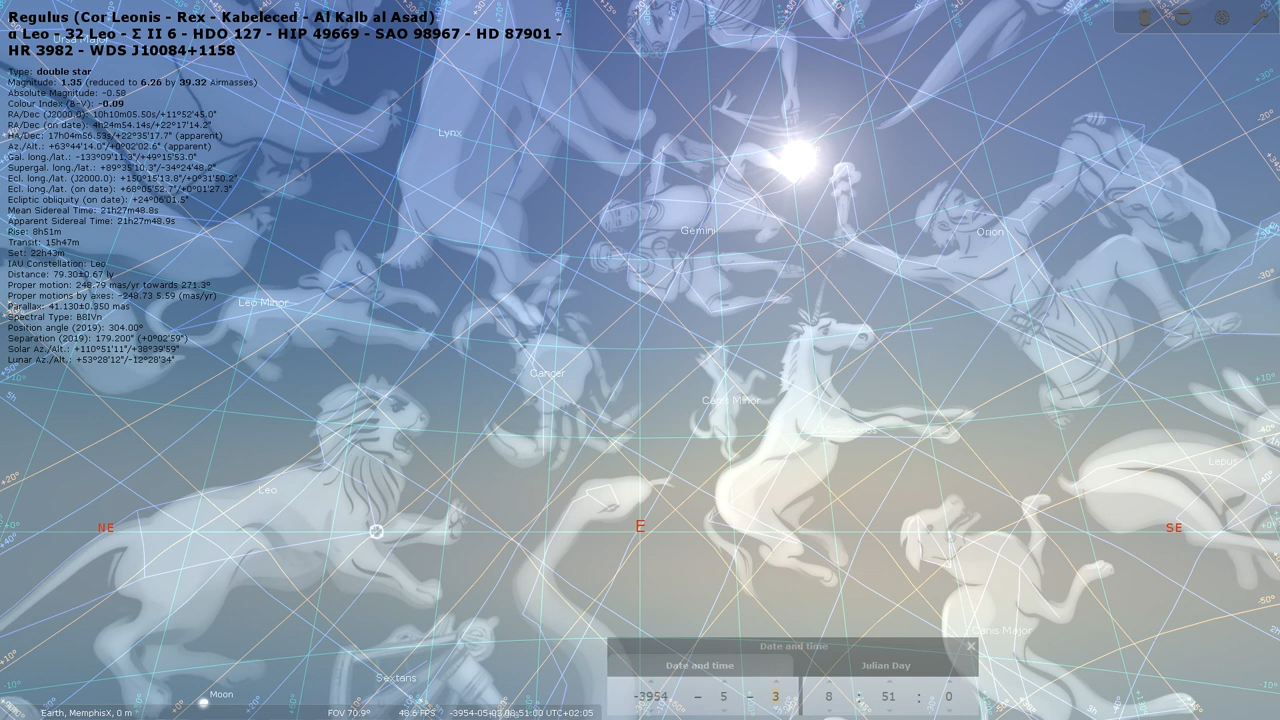 Regulus (Cor Leonis - Rex - Kabeleced - Al Kalb al Asad)
α Leo - 32 Leo - Σ II 6 - HDO 127 - HIP 49669 - SAO 98967 - HD 87901 -
HR 3982 - WDS J10084+1158
Type: double star
Magnitude: 1.35 (reduced to 6.26 by 39.32 Airmasses)
Absolute Magnitude: -0.58
Colour Index (B-V): -0.09
RA/Dec (J2000.0): 10h10m05.50s/+11°52'45.0"
RA/Dec (on date): 4h24m54.14s/+22°17'14.2"
HA/Dec: 17h04m56.53s/+22°35'17.7" (apparent)
Az/Alt.: +63°44'14.0"/+0°02'02.6" (apparent)
Gal. long./lat.: -133°09'11.3"/+49°15'53.0"
Supergal. long./lat.: +89°35'10.3"/-34°24'48.2"
Ecl. long./lat. (J2000.0): +150°15'13.8"/+0°31'50.2"
Ecl. long./lat. (on date): +68°05'52.7"/+0°01'27.3"
Ecliptic obliquity (on date): +24°06'01.5"
Mean Sidereal Time: 21h27m48.8s
Apparent Sidereal Time: 21h27m48.9s
Rise: 8h51m
Transit: 15h47m
Set: 22h43m
IAU Constellation: Leo
Distance: 79.30±0.67 ly
Proper motion: 248.79 mas/yr towards 271.3°
Proper motions by axes: -248.73 5.59 (mas/yr)
Parallax: 41.130±0.350 mas
Spectral Type: B8IVn
Position angle (2019): 304.00°
Separation (2019): 179.200" (+0°02'59")
Solar Az./Alt.: +110°51'11"/+38°39'59"
Lunar Az./Alt.: +53°28'12"/-12°28'34"
Ursa Major
Lynx
Gemini
Orion
Leo Minor
Cancer
Canis Minor
Leo
Lepus
NE
E
SE
Canis Major
Sextans
Moon
Date and time
Date and time Julian Day
-3954 - 5 - 3 8 : 51 : 0
Earth, MemphisX, 0 m FOV 70.9° 48.6 FPS -3954-05-03 08:51:00 UTC+02:05